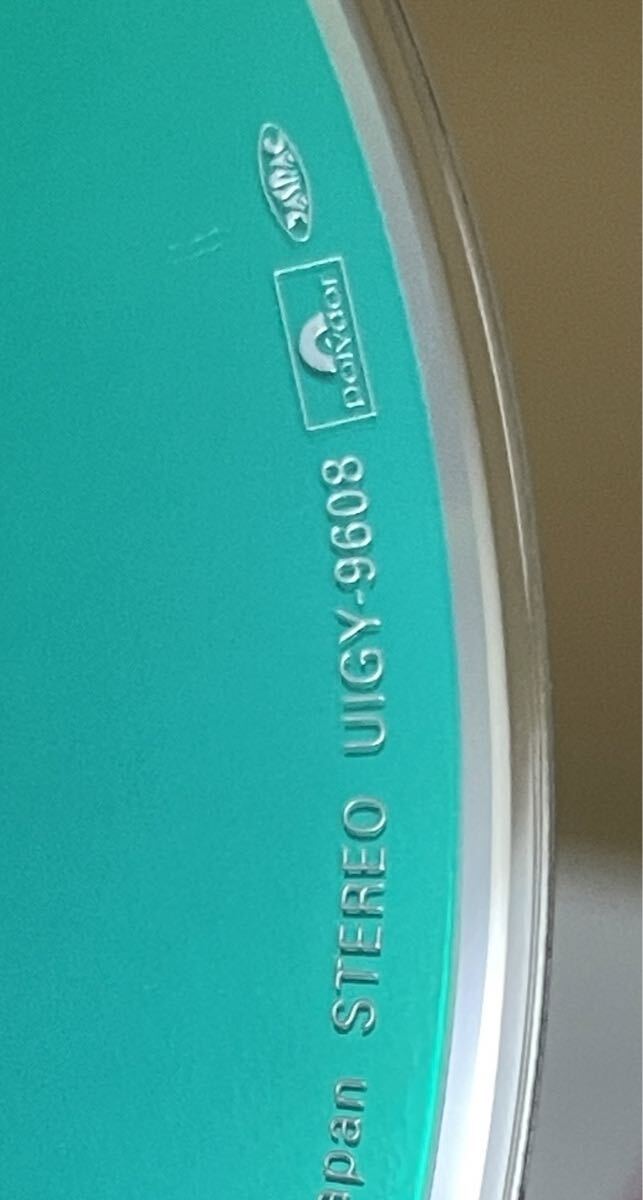 apan STEREO UIGY-9608
polydor
JASRAC